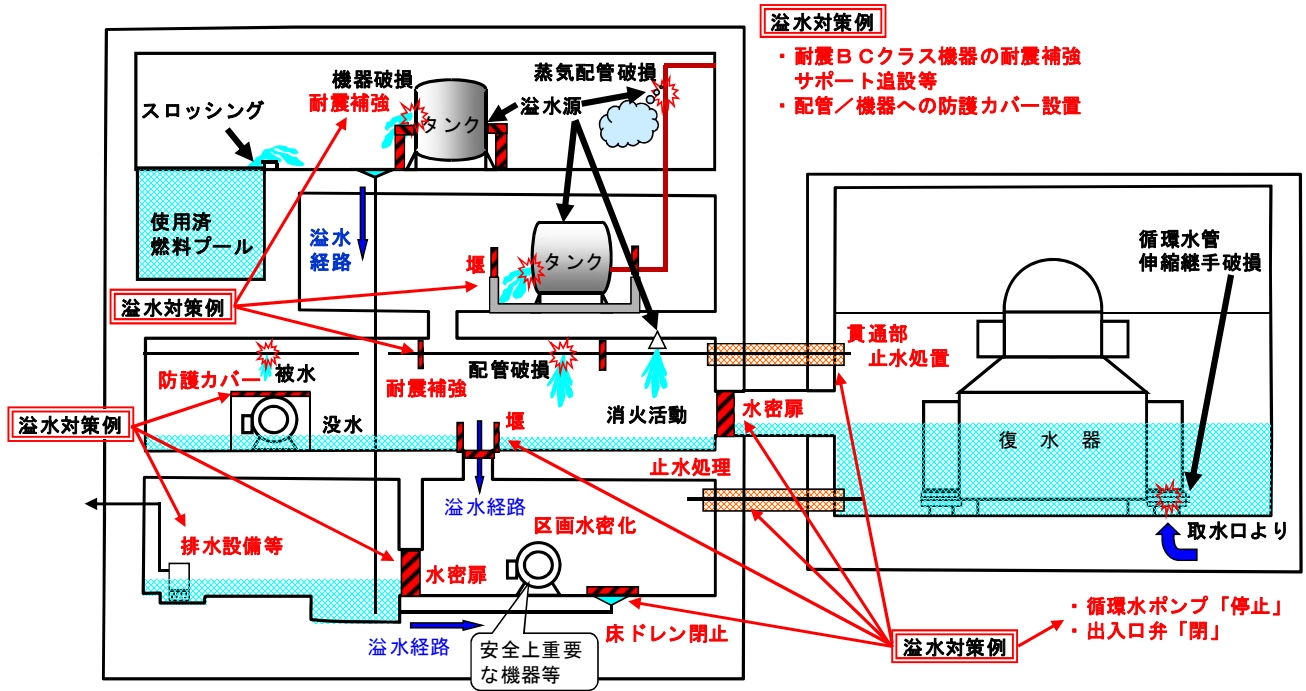 溢水対策例
・耐震ＢＣクラス機器の耐震補強
サポート追設等
・配管／機器への防護カバー設置
機器破損
耐震補強
蒸気配管破損
スロッシング
タンク
溢水源
使用済
燃料プール
溢水
経路
堰
タンク
循環水管
伸縮継手破損
溢水対策例
貫通部
止水処置
防護カバー
被水
耐震補強
配管破損
消火活動
水密扉
溢水対策例
没水
堰
復水器
止水処理
溢水経路
区画水密化
取水口より
排水設備等
水密扉
床ドレン閉止
溢水経路
安全上重要
な機器等
溢水対策例
・循環水ポンプ「停止」
・出入口弁「閉」